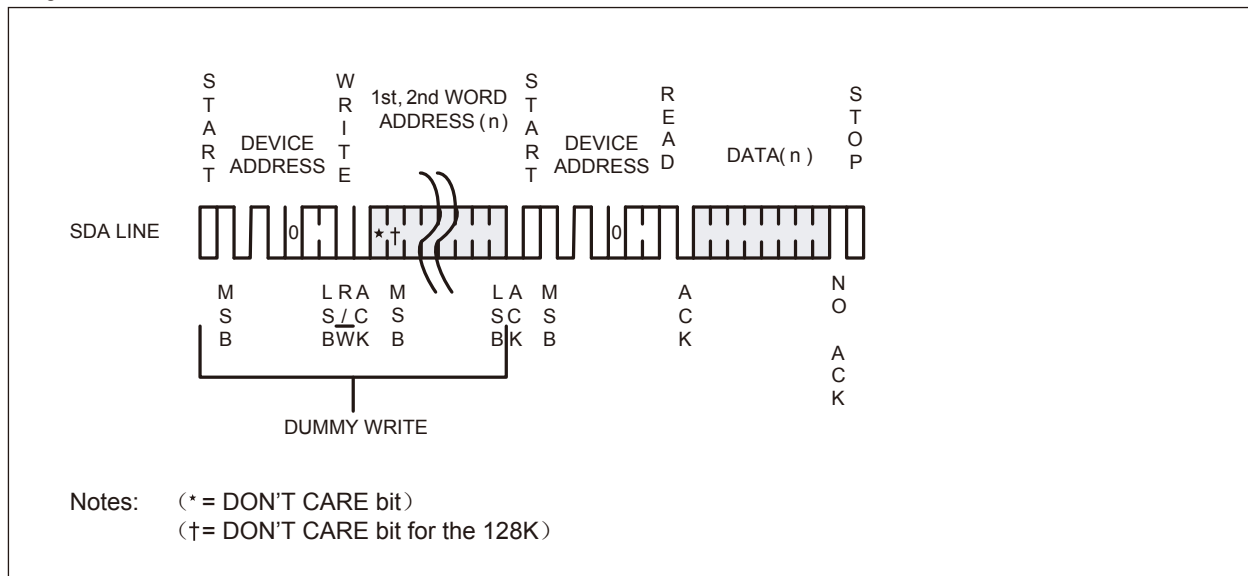 START
WRITE
1st, 2nd WORD
ADDRESS (n)
START
READ
STOP
DEVICE
ADDRESS
DEVICE
ADDRESS
DATA( n )
SDA LINE
0
* †
0
MSB
LSB
R/W
ACK
MSB
LSB
ACK
MSB
ACK
NO ACK
DUMMY WRITE
Notes: (* = DON'T CARE bit)
(†= DON'T CARE bit for the 128K)